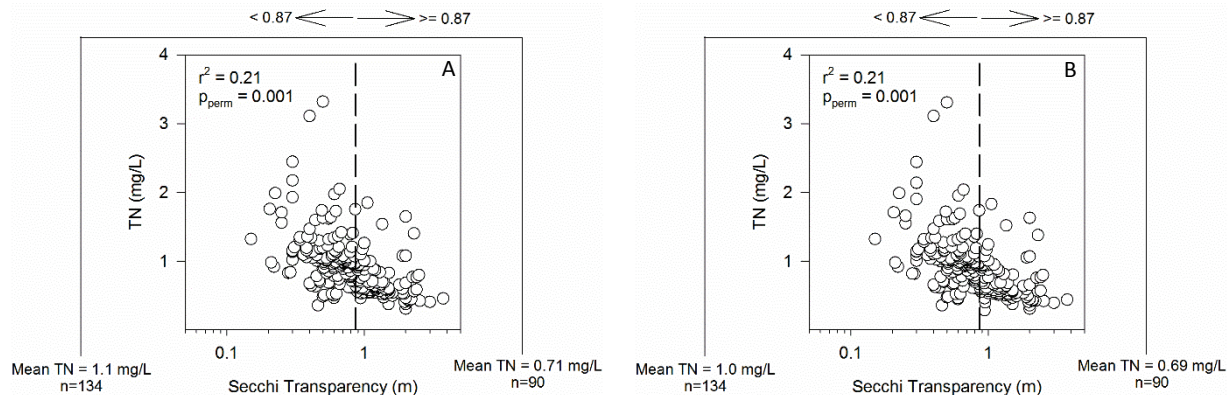 < 0.87
>= 0.87
A
r² = 0.21
p_perm = 0.001
4
3
2
1
TN (mg/L)
0.1
1
Secchi Transparency (m)
Mean TN = 1.1 mg/L
n=134
Mean TN = 0.71 mg/L
n=90
< 0.87
>= 0.87
B
r² = 0.21
p_perm = 0.001
4
3
2
1
TN (mg/L)
0.1
1
Secchi Transparency (m)
Mean TN = 1.0 mg/L
n=134
Mean TN = 0.69 mg/L
n=90